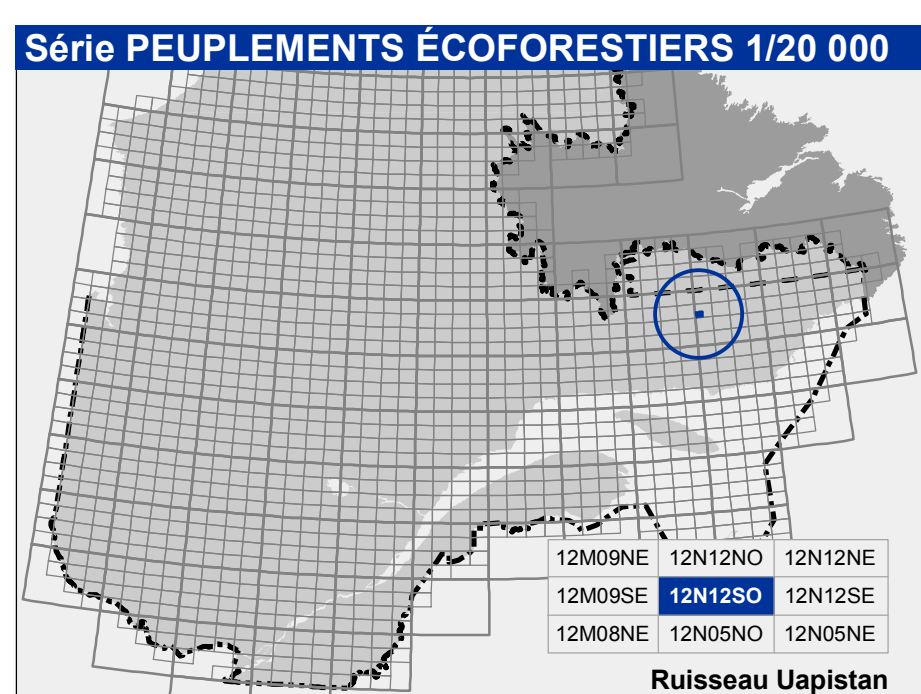 Série PEUPLEMENTS ÉCOFORESTIERS 1/20 000
12M09NE 12N12NO 12N12NE
12M09SE 12N12SO 12N12SE
12M08NE 12N05NO 12N05NE
Ruisseau Uapistan